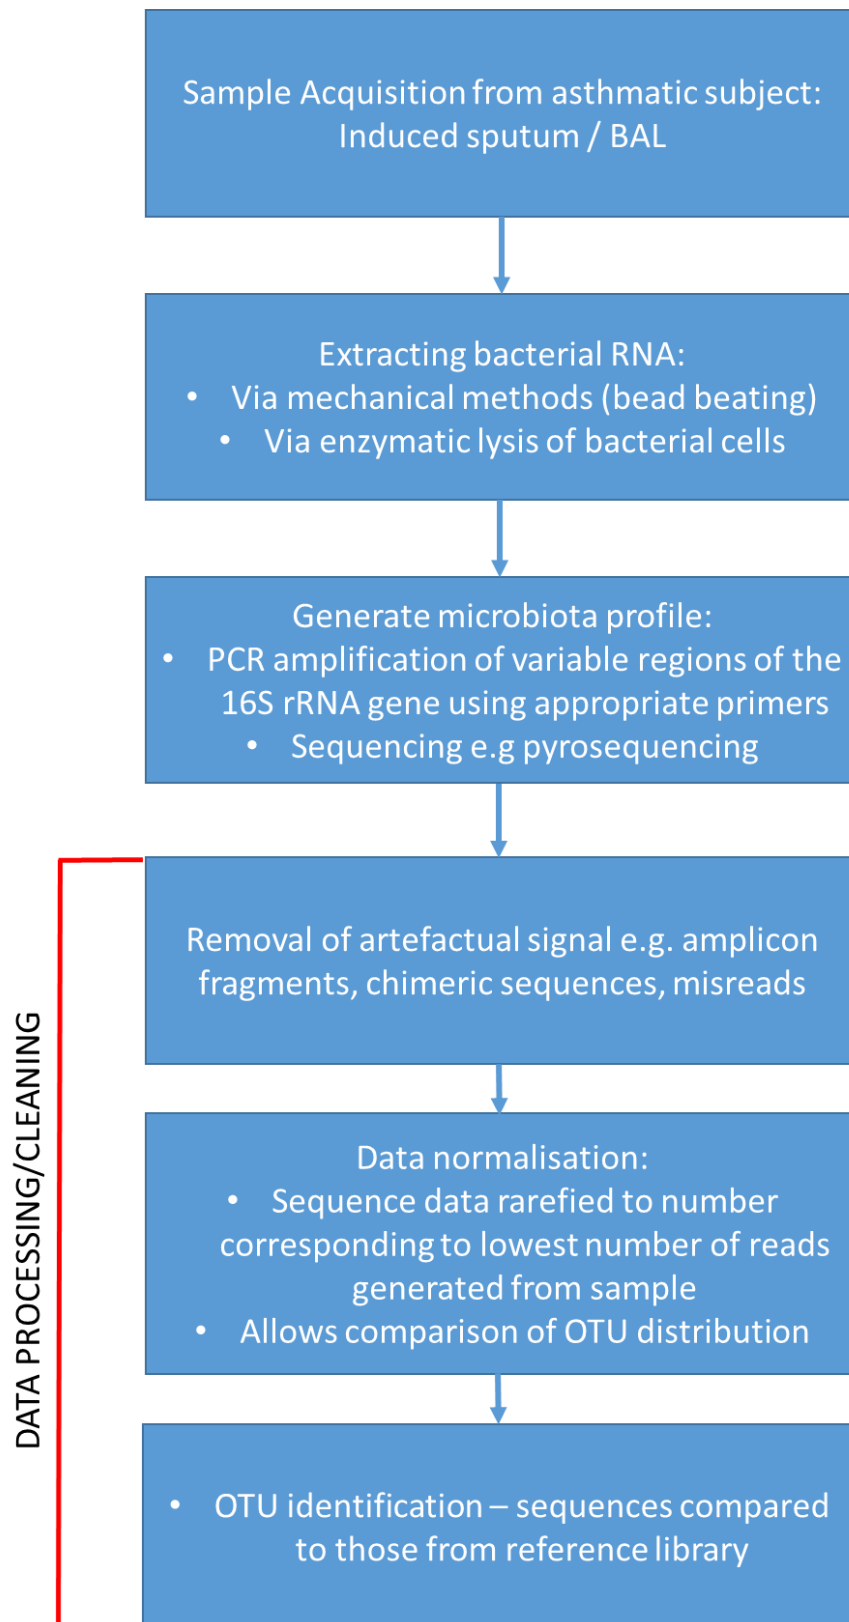 Sample Acquisition from asthmatic subject:
Induced sputum / BAL
Extracting bacterial RNA:
• Via mechanical methods (bead beating)
• Via enzymatic lysis of bacterial cells
Generate microbiota profile:
• PCR amplification of variable regions of the
16S rRNA gene using appropriate primers
• Sequencing e.g pyrosequencing
DATA PROCESSING/CLEANING
Removal of artefactual signal e.g. amplicon
fragments, chimeric sequences, misreads
Data normalisation:
• Sequence data rarefied to number
corresponding to lowest number of reads
generated from sample
• Allows comparison of OTU distribution
• OTU identification – sequences compared
to those from reference library